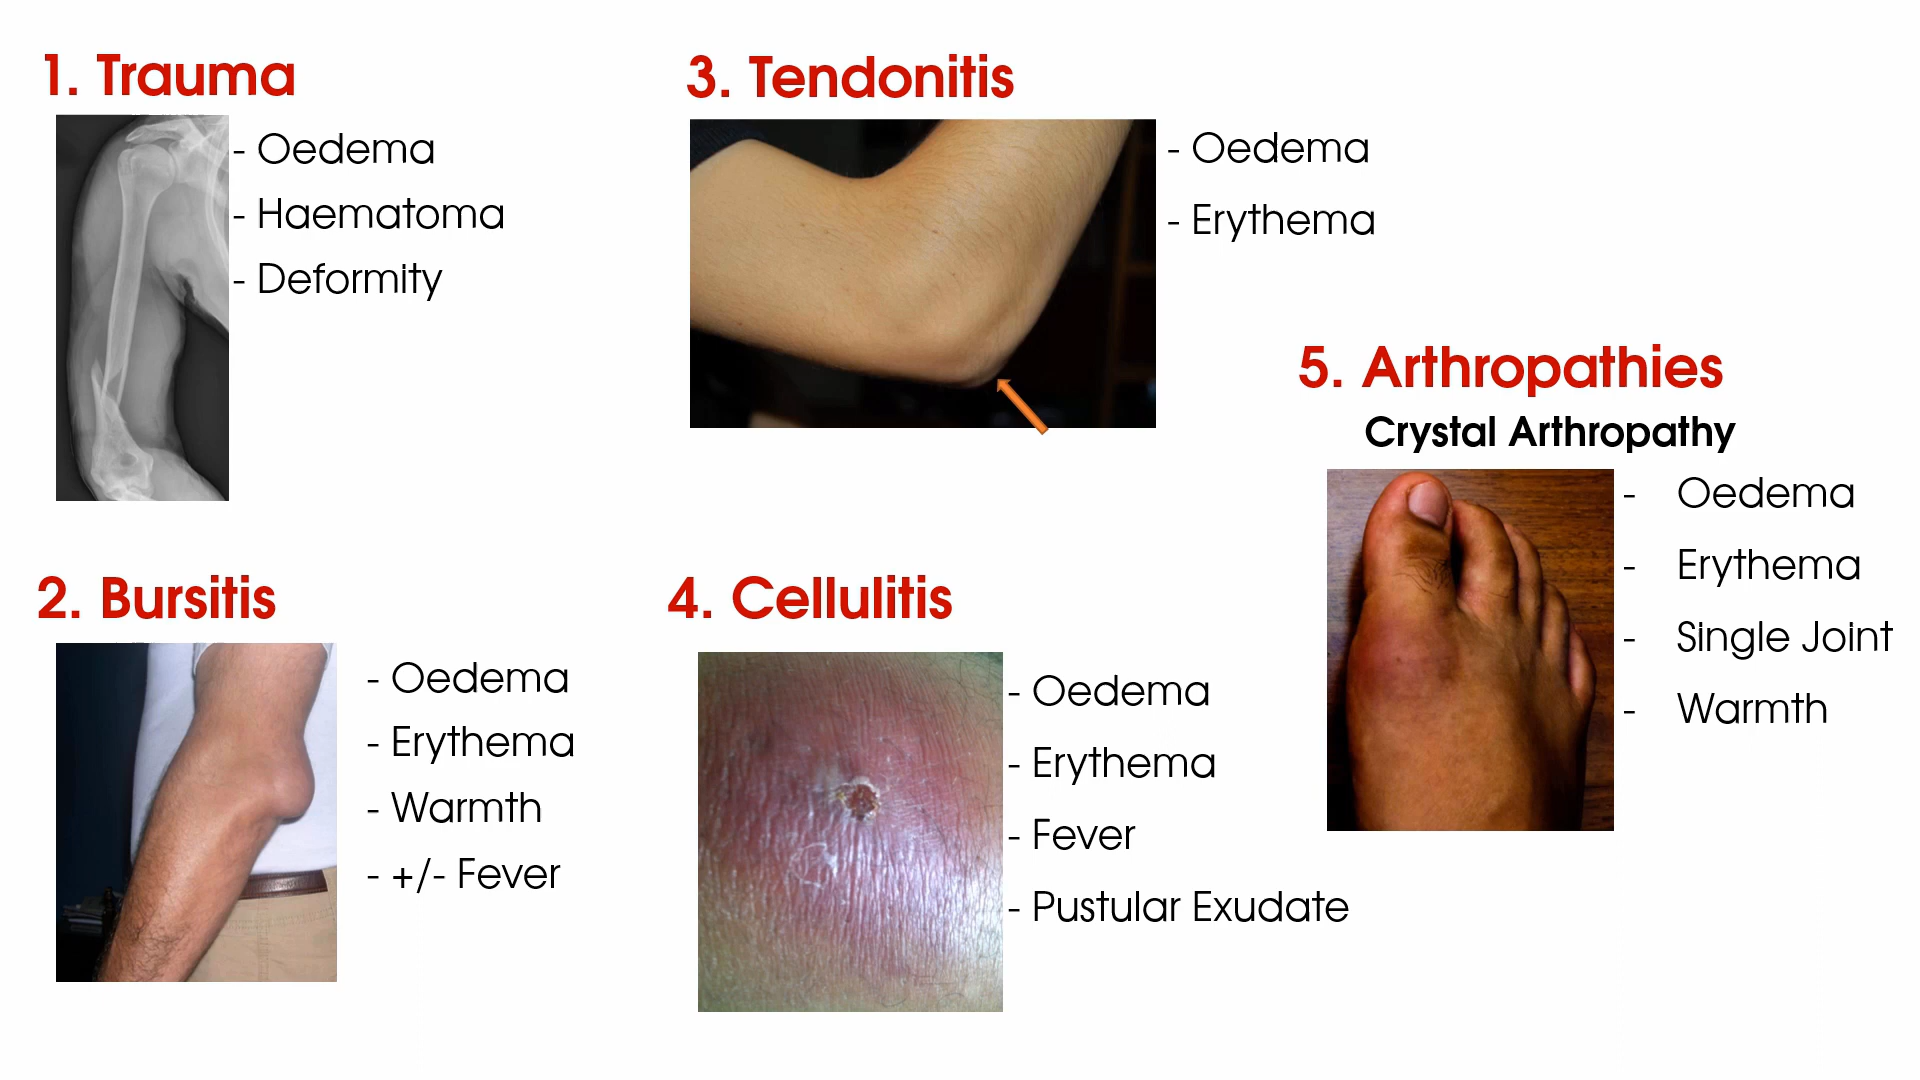 1. Trauma
- Oedema
- Haematoma
- Deformity
2. Bursitis
- Oedema
- Erythema
- Warmth
- +/- Fever
3. Tendonitis
- Oedema
- Erythema
4. Cellulitis
- Oedema
- Erythema
- Fever
- Pustular Exudate
5. Arthropathies
Crystal Arthropathy
- Oedema
- Erythema
- Single Joint
- Warmth